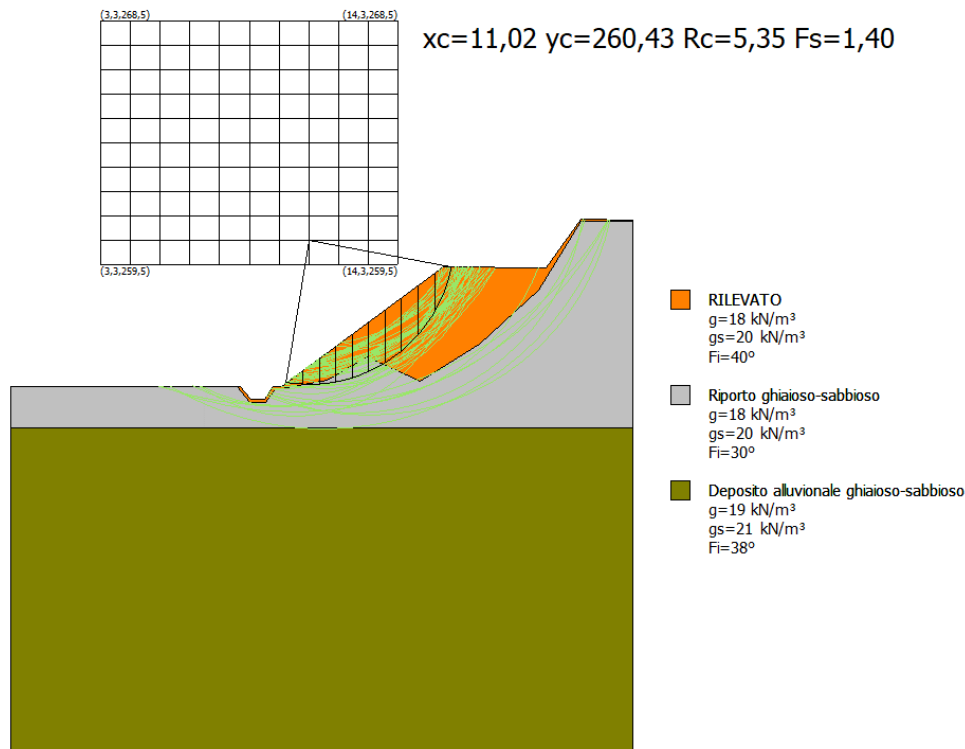 (3,3,268,5)
(14,3,268,5)
xc=11,02 yc=260,43 Rc=5,35 Fs=1,40
(3,3,259,5)
(14,3,259,5)
RILEVATO
g=18 kN/m³
gs=20 kN/m³
Fi=40°
Riporto ghiaioso-sabbioso
g=18 kN/m³
gs=20 kN/m³
Fi=30°
Deposito alluvionale ghiaioso-sabbioso
g=19 kN/m³
gs=21 kN/m³
Fi=38°